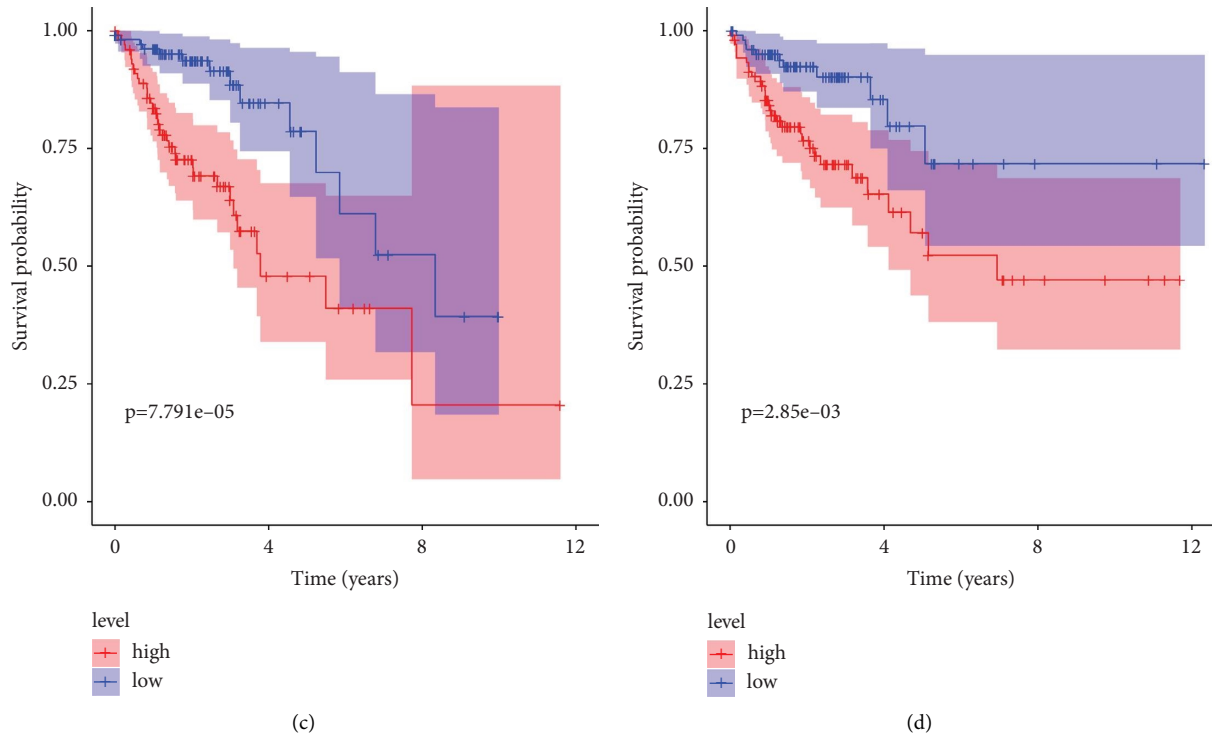 1.00
0.75
0.50
0.25
0.00
Survival probability
p=7.791e–05
0 4 8 12
Time (years)
level
high
low
(c)
1.00
0.75
0.50
0.25
0.00
Survival probability
p=2.85e–03
0 4 8 12
Time (years)
level
high
low
(d)